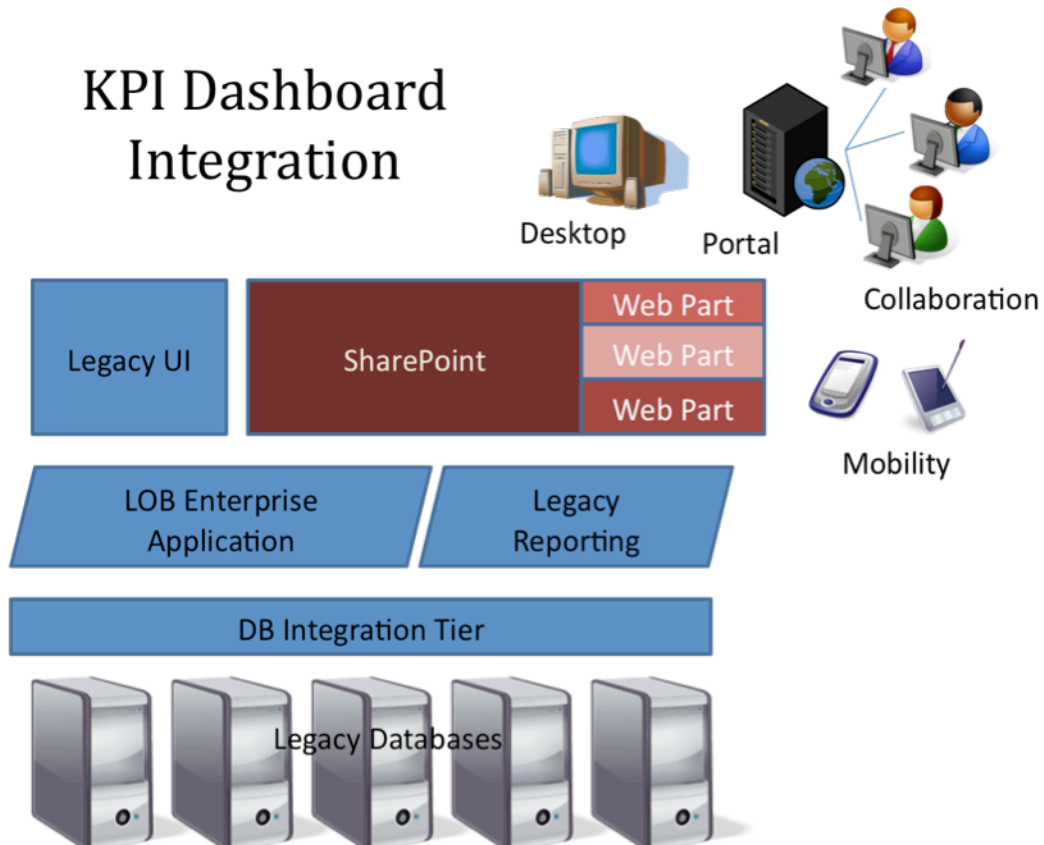 KPI Dashboard
Integration
Desktop
Portal
Collaboration
Mobility
Legacy UI
SharePoint
Web Part
Web Part
Web Part
LOB Enterprise
Application
Legacy
Reporting
DB Integration Tier
Legacy Databases